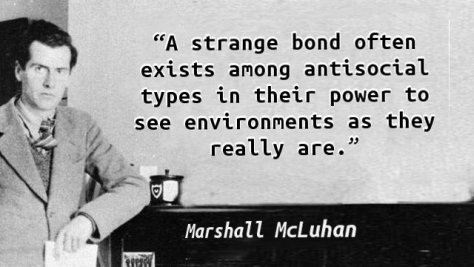 “A strange bond often
exists among antisocial
types in their power to
see environments as they
really are.”
Marshall McLuhan